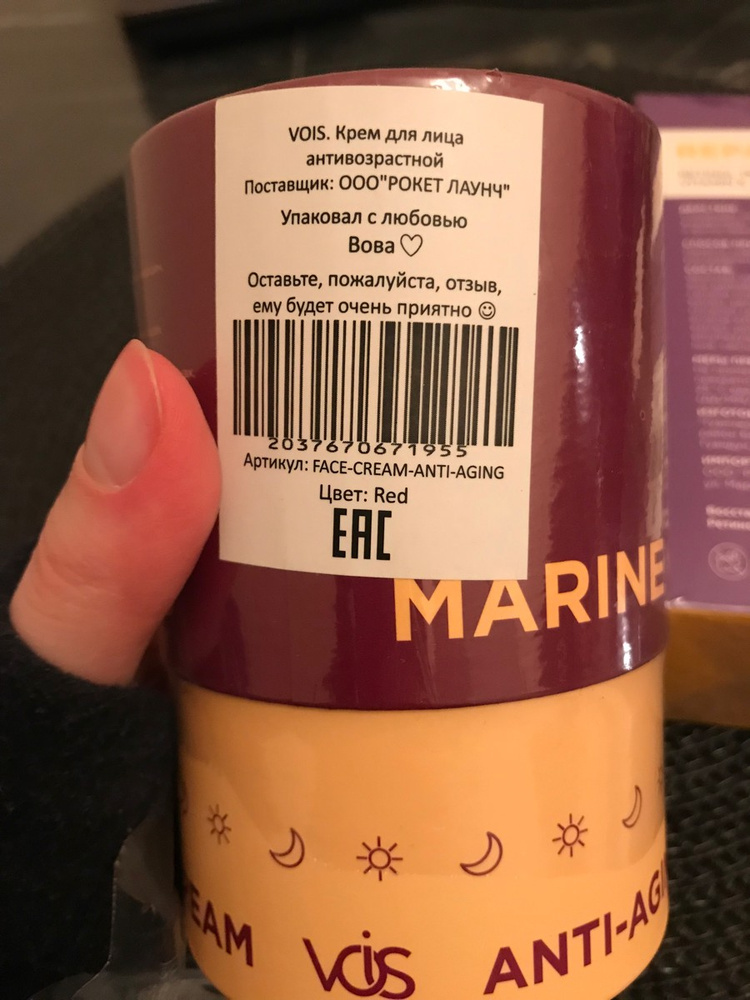 VOIS. Крем для лица
антивозрастной
Поставщик: ООО"РОКЕТ ЛАУНЧ"
Упаковал с любовью
Вова♡
Оставьте, пожалуйста, отзыв,
ему будет очень приятно ☺
2037670671955
Артикул: FACE-CREAM-ANTI-AGING
Цвет: Red
EAC
MARINE
EAM
VOIS
ANTI-AGI